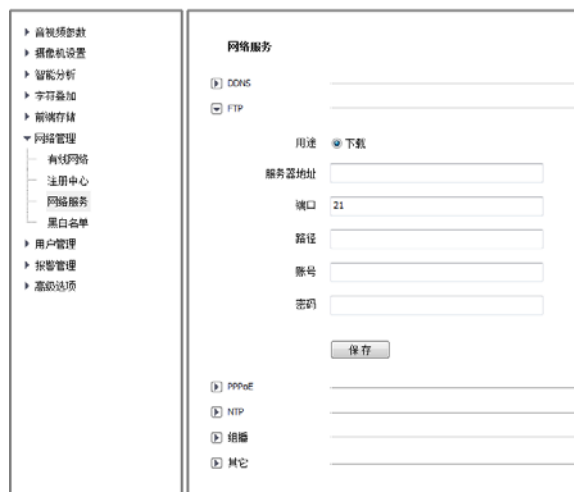 音视频参数
摄像机设置
智能分析
字符叠加
前端存储
网络管理
有线网络
注册中心
网络服务
黑白名单
用户管理
报警管理
高级选项
网络服务
DDNS
FTP
用途 下载
服务器地址
端口 21
路径
账号
密码
保存
PPPoE
NTP
组播
其它